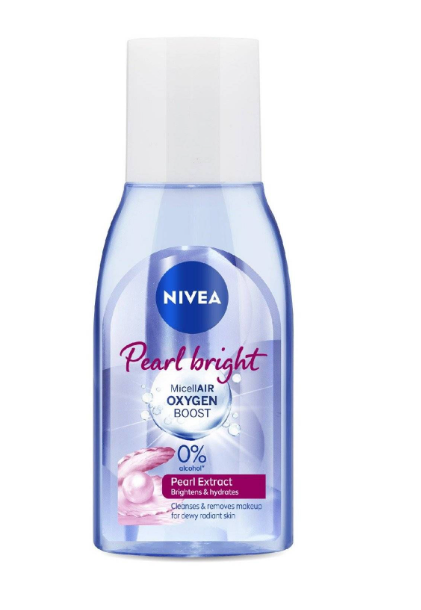 NIVEA
Pearl bright
MicellAIR
OXYGEN
BOOST
0%
alcohol*
Pearl Extract
Brightens & hydrates
Cleanses & removes makeup
for dewy radiant skin